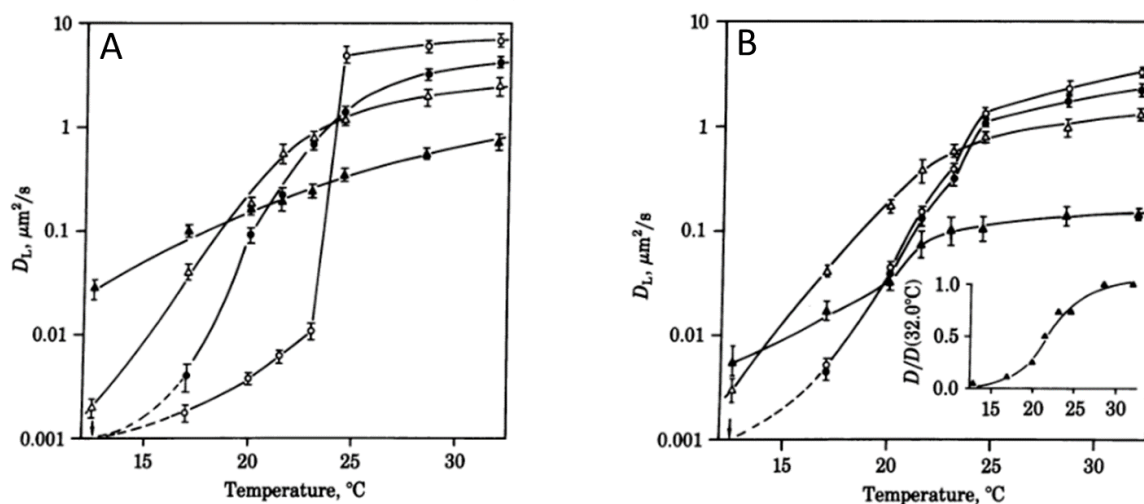 A
10
1
0.1
0.01
0.001
D_L, μm²/s
15 20 25 30
Temperature, °C
B
10
1
0.1
0.01
0.001
D_L, μm²/s
15 20 25 30
Temperature, °C
D/D(32.0°C)
1.0
0.5
0.0
15 20 25 30